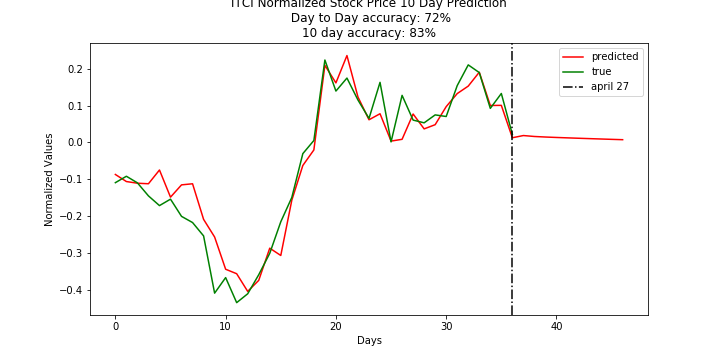 ITCI Normalized Stock Price 10 Day Prediction
Day to Day accuracy: 72%
10 day accuracy: 83%
predicted
true
april 27
0.2
0.1
0.0
−0.1
−0.2
−0.3
−0.4
Normalized Values
0 10 20 30 40
Days